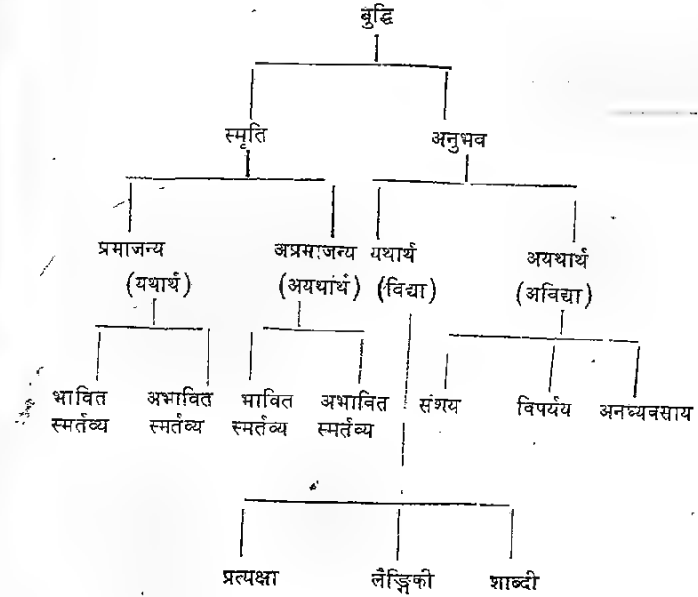 बुद्धि
स्मृति अनुभव
प्रमाजन्य अप्रमाजन्य यथार्थ अयथार्थ
(यथार्थ) (अयथार्थ) (विद्या) (अविद्या)
भावित अभावित भावित अभावित संशय विपर्यय अनध्यवसाय
स्मर्तव्य स्मर्तव्य स्मर्तव्य स्मर्तव्य
प्रत्यक्षा लैङ्गिकी शाब्दी